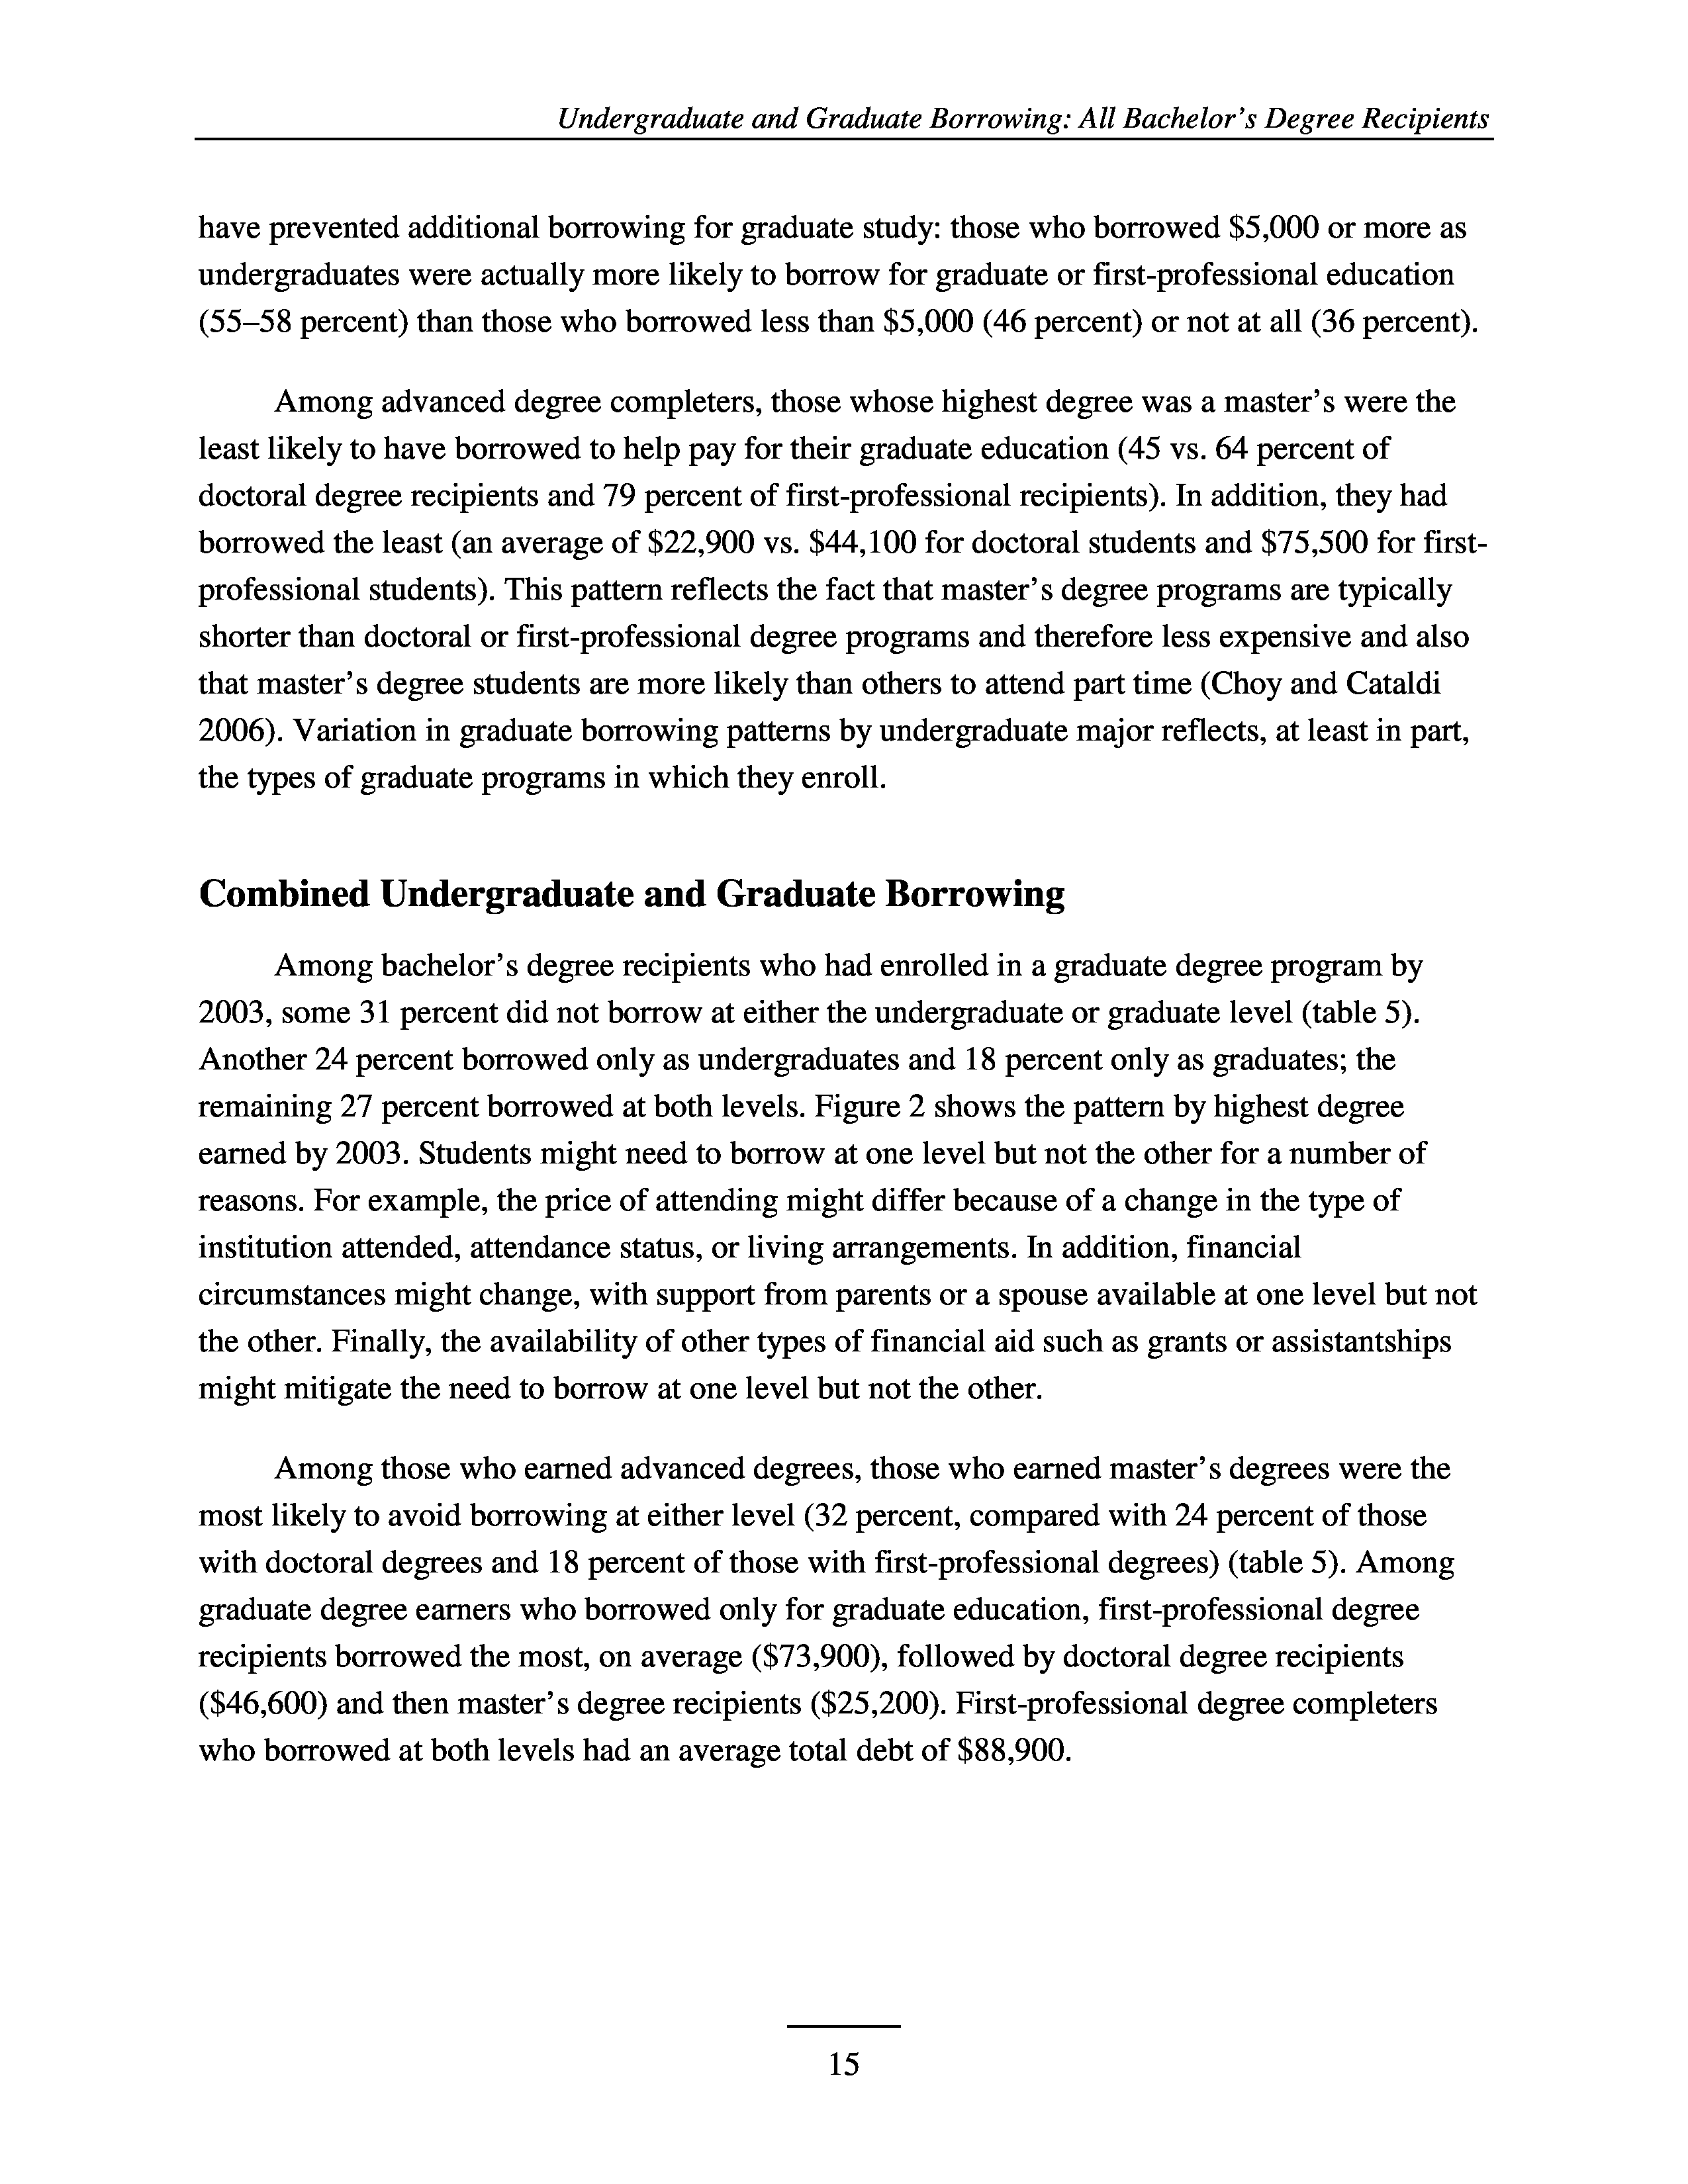 Undergraduate and Graduate Borrowing: All Bachelor’s Degree Recipients
have prevented additional borrowing for graduate study: those who borrowed $5,000 or more as
undergraduates were actually more likely to borrow for graduate or first-professional education
(55–58 percent) than those who borrowed less than $5,000 (46 percent) or not at all (36 percent).
Among advanced degree completers, those whose highest degree was a master’s were the
least likely to have borrowed to help pay for their graduate education (45 vs. 64 percent of
doctoral degree recipients and 79 percent of first-professional recipients). In addition, they had
borrowed the least (an average of $22,900 vs. $44,100 for doctoral students and $75,500 for first-
professional students). This pattern reflects the fact that master’s degree programs are typically
shorter than doctoral or first-professional degree programs and therefore less expensive and also
that master’s degree students are more likely than others to attend part time (Choy and Cataldi
2006). Variation in graduate borrowing patterns by undergraduate major reflects, at least in part,
the types of graduate programs in which they enroll.
Combined Undergraduate and Graduate Borrowing
Among bachelor’s degree recipients who had enrolled in a graduate degree program by
2003, some 31 percent did not borrow at either the undergraduate or graduate level (table 5).
Another 24 percent borrowed only as undergraduates and 18 percent only as graduates; the
remaining 27 percent borrowed at both levels. Figure 2 shows the pattern by highest degree
earned by 2003. Students might need to borrow at one level but not the other for a number of
reasons. For example, the price of attending might differ because of a change in the type of
institution attended, attendance status, or living arrangements. In addition, financial
circumstances might change, with support from parents or a spouse available at one level but not
the other. Finally, the availability of other types of financial aid such as grants or assistantships
might mitigate the need to borrow at one level but not the other.
Among those who earned advanced degrees, those who earned master’s degrees were the
most likely to avoid borrowing at either level (32 percent, compared with 24 percent of those
with doctoral degrees and 18 percent of those with first-professional degrees) (table 5). Among
graduate degree earners who borrowed only for graduate education, first-professional degree
recipients borrowed the most, on average ($73,900), followed by doctoral degree recipients
($46,600) and then master’s degree recipients ($25,200). First-professional degree completers
who borrowed at both levels had an average total debt of $88,900.
15